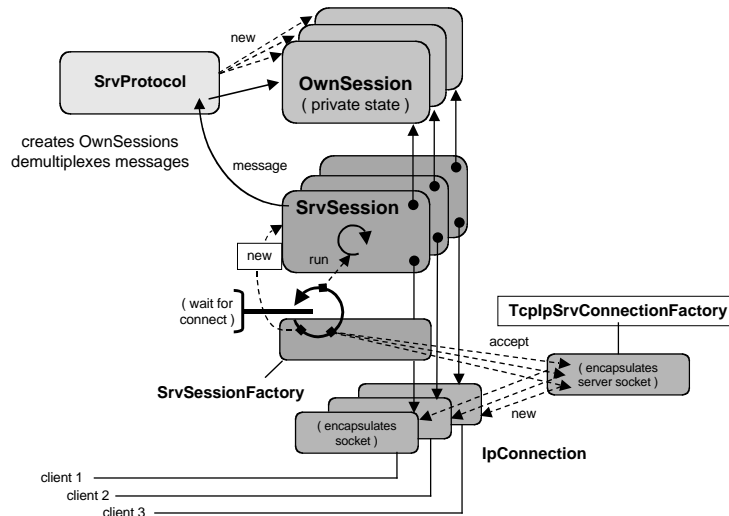 new
SrvProtocol
OwnSession
( private state )
creates OwnSessions
demultiplexes messages
message
SrvSession
new
run
( wait for
connect )
TcpIpSrvConnectionFactory
accept
( encapsulates
server socket )
SrvSessionFactory
new
( encapsulates
socket )
IpConnection
client 1
client 2
client 3